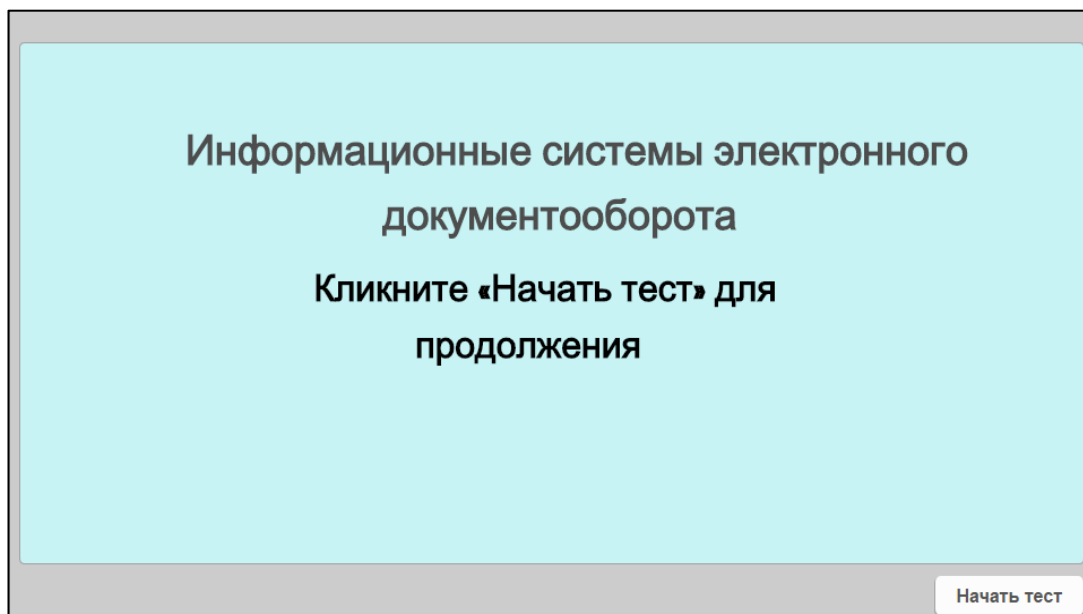 Информационные системы электронного
документооборота
Кликните «Начать тест» для
продолжения
Начать тест